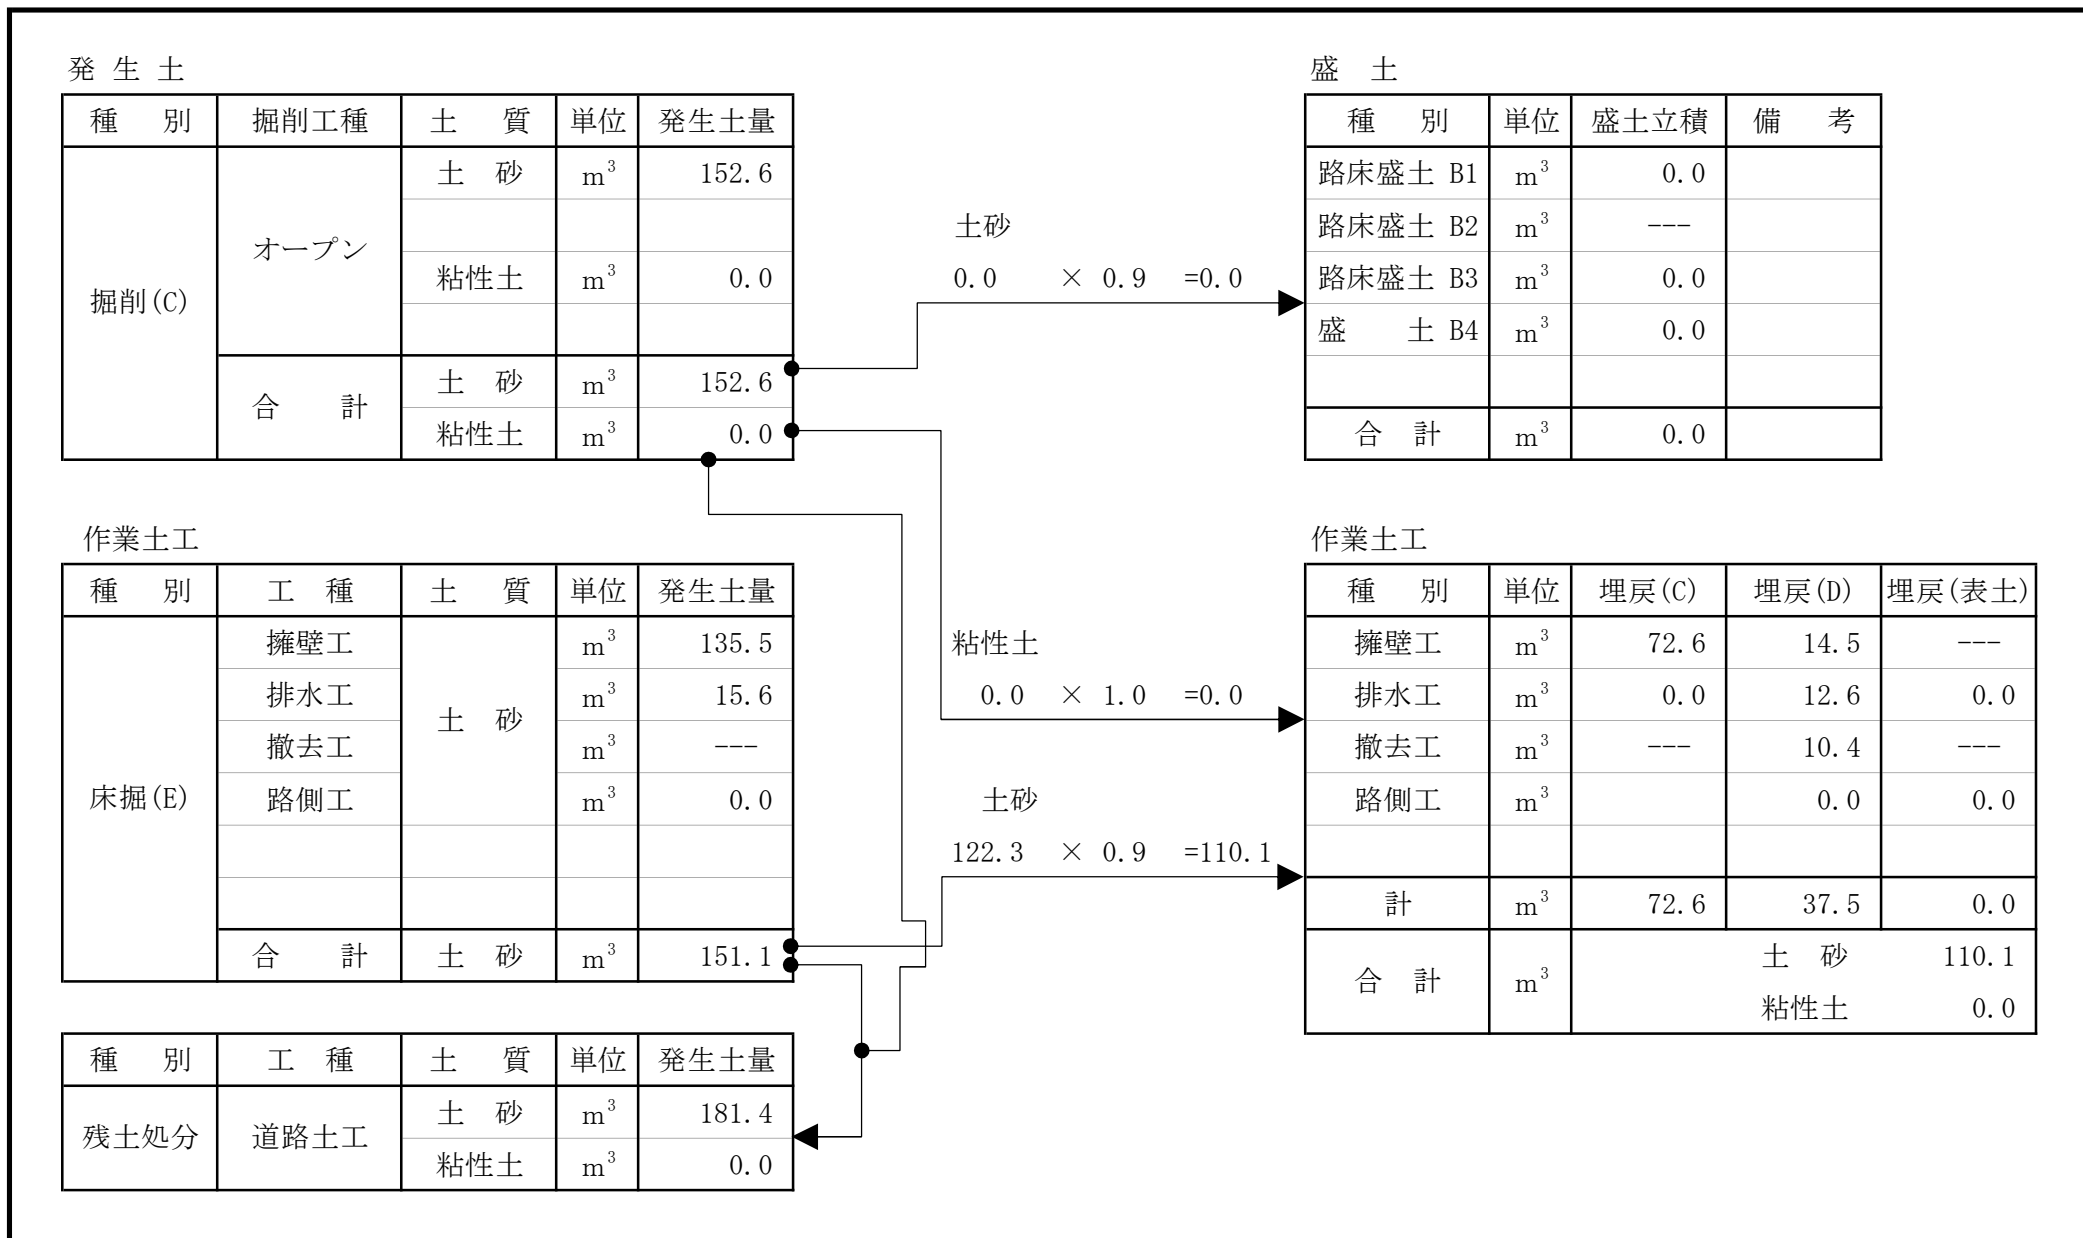 発 生 土
種　別 掘削工種 土　質 単位 発生土量
掘削(C) オープン 土　砂 m³ 152.6
粘性土 m³ 0.0
合　計 土　砂 m³ 152.6
粘性土 m³ 0.0
盛　土
種　別 単位 盛土立積 備　考
路床盛土 B1 m³ 0.0
路床盛土 B2 m³ ---
路床盛土 B3 m³ 0.0
盛　　土 B4 m³ 0.0
合　計 m³ 0.0
土砂
0.0 × 0.9 =0.0
作業土工
種　別 工　種 土　質 単位 発生土量
床掘(E) 擁壁工 土　砂 m³ 135.5
排水工 m³ 15.6
撤去工 m³ ---
路側工 m³ 0.0
合　計 土　砂 m³ 151.1
粘性土
0.0 × 1.0 =0.0
土砂
122.3 × 0.9 =110.1
作業土工
種　別 単位 埋戻(C) 埋戻(D) 埋戻(表土)
擁壁工 m³ 72.6 14.5 ---
排水工 m³ 0.0 12.6 0.0
撤去工 m³ --- 10.4 ---
路側工 m³ 0.0 0.0
計 m³ 72.6 37.5 0.0
合　計 m³ 土　砂 110.1
粘性土 0.0
種　別 工　種 土　質 単位 発生土量
残土処分 道路土工 土　砂 m³ 181.4
粘性土 m³ 0.0